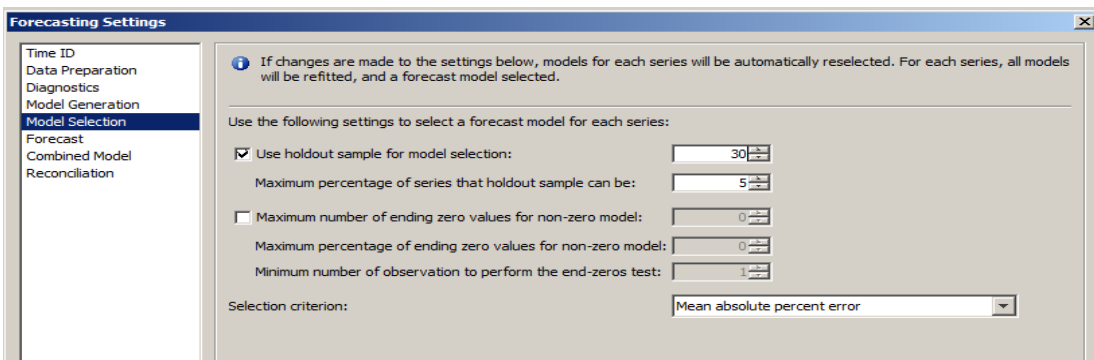 Forecasting Settings
Time ID
Data Preparation
Diagnostics
Model Generation
Model Selection
Forecast
Combined Model
Reconciliation
If changes are made to the settings below, models for each series will be automatically reselected. For each series, all models
will be refitted, and a forecast model selected.
Use the following settings to select a forecast model for each series:
Use holdout sample for model selection: 30
Maximum percentage of series that holdout sample can be: 5
Maximum number of ending zero values for non-zero model: 0
Maximum percentage of ending zero values for non-zero model: 0
Minimum number of observation to perform the end-zeros test: 1
Selection criterion: Mean absolute percent error